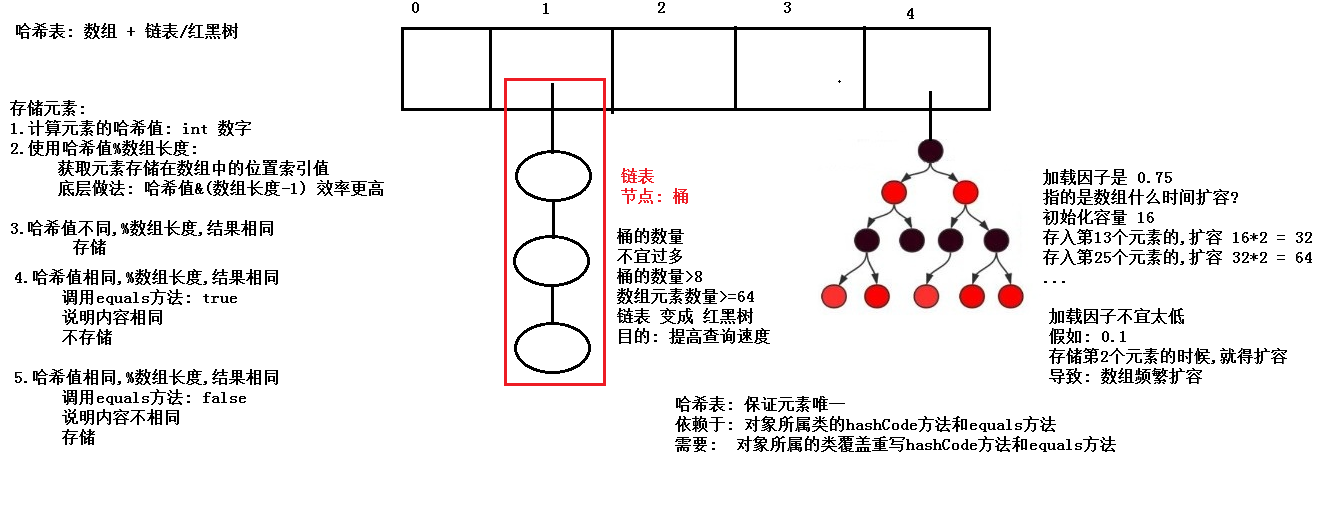 哈希表: 数组 + 链表/红黑树
0 1 2 3 4
存储元素:
1.计算元素的哈希值: int 数字
2.使用哈希值%数组长度:
获取元素存储在数组中的位置索引值
底层做法: 哈希值&(数组长度-1) 效率更高
3.哈希值不同,%数组长度,结果相同
存储
4.哈希值相同,%数组长度,结果相同
调用equals方法: true
说明内容相同
不存储
5.哈希值相同,%数组长度,结果相同
调用equals方法: false
说明内容不相同
存储
链表
节点: 桶
桶的数量
不宜过多
桶的数量>8
数组元素数量>=64
链表 变成 红黑树
目的: 提高查询速度
加载因子是 0.75
指的是数组什么时间扩容?
初始化容量 16
存入第13个元素的,扩容 16*2 = 32
存入第25个元素的,扩容 32*2 = 64
...
加载因子不宜太低
假如: 0.1
存储第2个元素的时候,就得扩容
导致: 数组频繁扩容
哈希表: 保证元素唯一
依赖于: 对象所属类的hashCode方法和equals方法
需要: 对象所属的类覆盖重写hashCode方法和equals方法